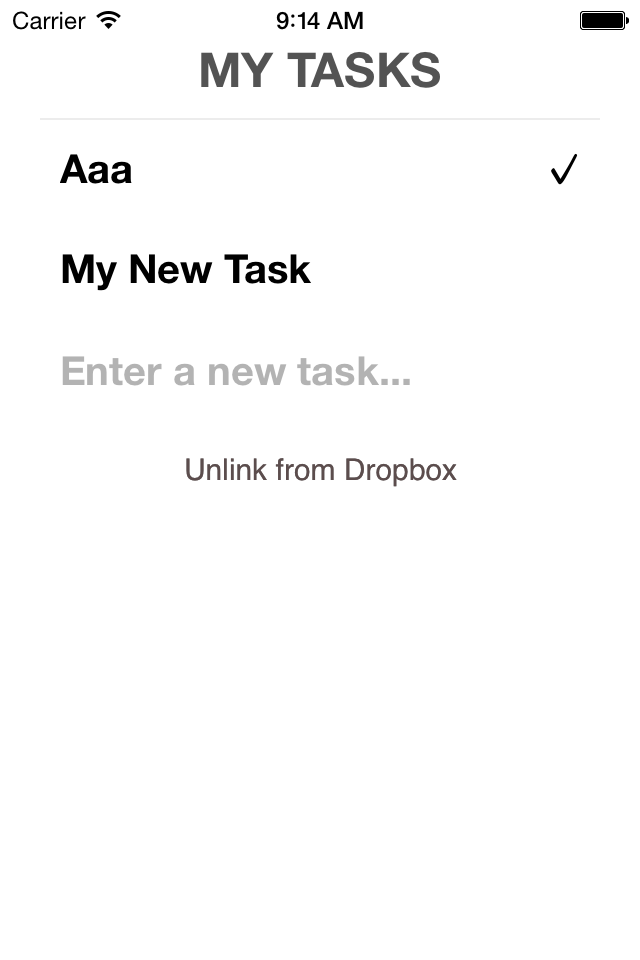 Carrier 9:14 AM
MY TASKS
Aaa ✓
My New Task
Enter a new task...
Unlink from Dropbox